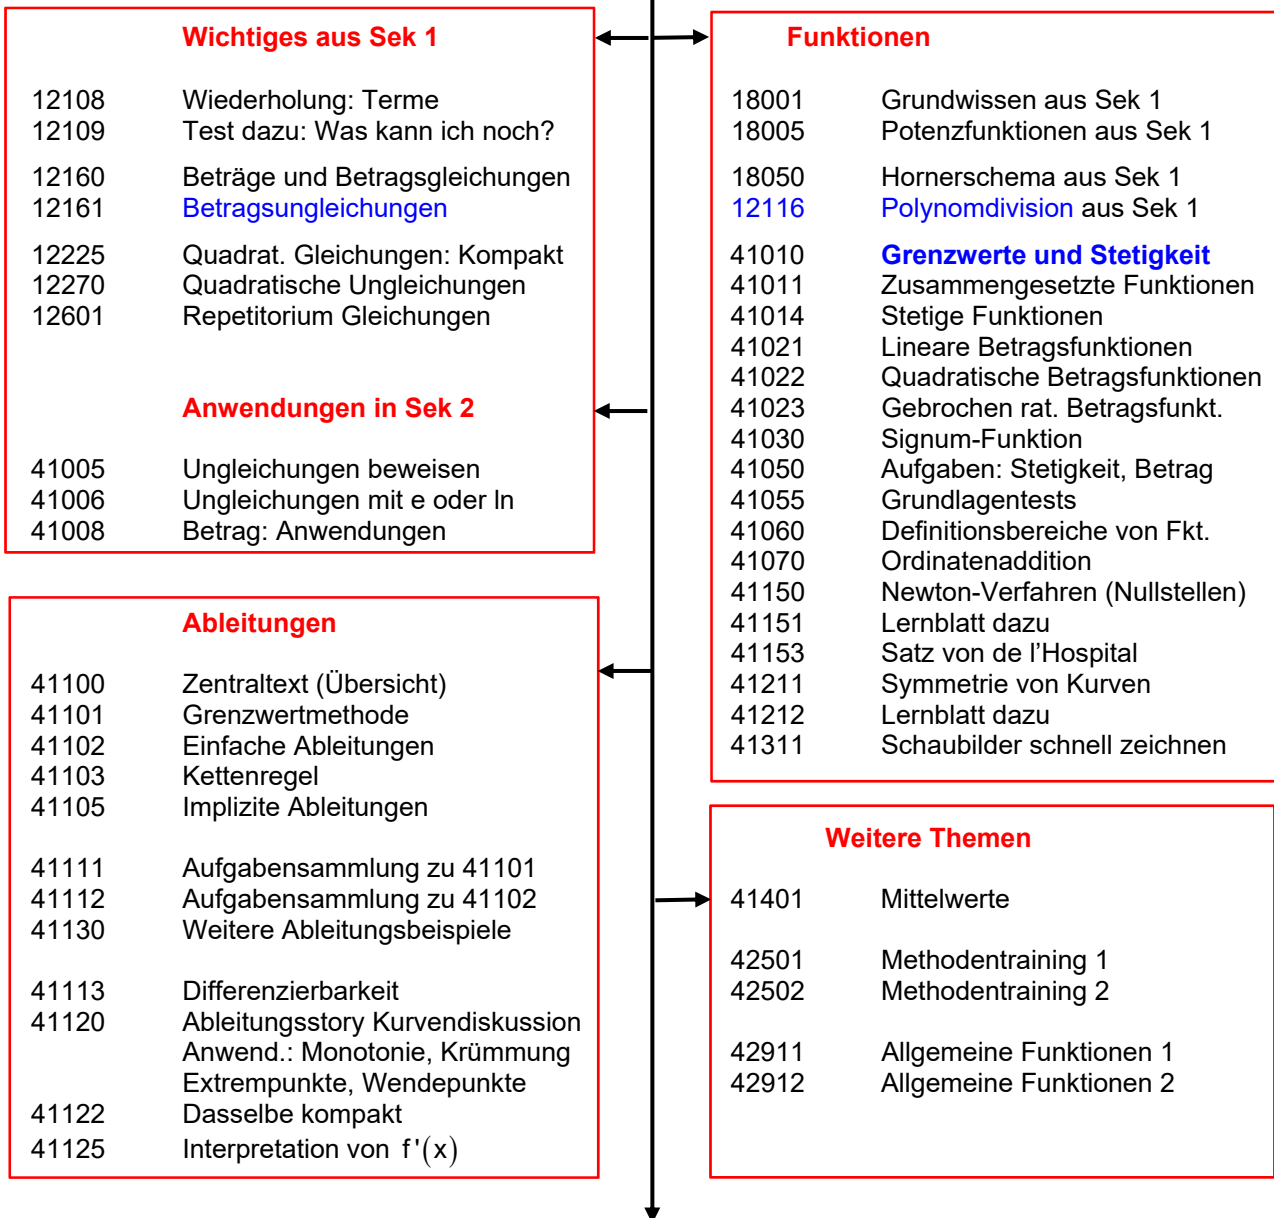 Wichtiges aus Sek 1
12108 Wiederholung: Terme
12109 Test dazu: Was kann ich noch?
12160 Beträge und Betragsgleichungen
12161 Betragsungleichungen
12225 Quadrat. Gleichungen: Kompakt
12270 Quadratische Ungleichungen
12601 Repetitorium Gleichungen
Anwendungen in Sek 2
41005 Ungleichungen beweisen
41006 Ungleichungen mit e oder ln
41008 Betrag: Anwendungen
Ableitungen
41100 Zentraltext (Übersicht)
41101 Grenzwertmethode
41102 Einfache Ableitungen
41103 Kettenregel
41105 Implizite Ableitungen
41111 Aufgabensammlung zu 41101
41112 Aufgabensammlung zu 41102
41130 Weitere Ableitungsbeispiele
41113 Differenzierbarkeit
41120 Ableitungsstory Kurvendiskussion
Anwend.: Monotonie, Krümmung
Extrempunkte, Wendepunkte
41122 Dasselbe kompakt
41125 Interpretation von f'(x)
Funktionen
18001 Grundwissen aus Sek 1
18005 Potenzfunktionen aus Sek 1
18050 Hornerschema aus Sek 1
12116 Polynomdivision aus Sek 1
41010 Grenzwerte und Stetigkeit
41011 Zusammengesetzte Funktionen
41014 Stetige Funktionen
41021 Lineare Betragsfunktionen
41022 Quadratische Betragsfunktionen
41023 Gebrochen rat. Betragsfunkt.
41030 Signum-Funktion
41050 Aufgaben: Stetigkeit, Betrag
41055 Grundlagentests
41060 Definitionsbereiche von Fkt.
41070 Ordinatenaddition
41150 Newton-Verfahren (Nullstellen)
41151 Lernblatt dazu
41153 Satz von de l’Hospital
41211 Symmetrie von Kurven
41212 Lernblatt dazu
41311 Schaubilder schnell zeichnen
Weitere Themen
41401 Mittelwerte
42501 Methodentraining 1
42502 Methodentraining 2
42911 Allgemeine Funktionen 1
42912 Allgemeine Funktionen 2